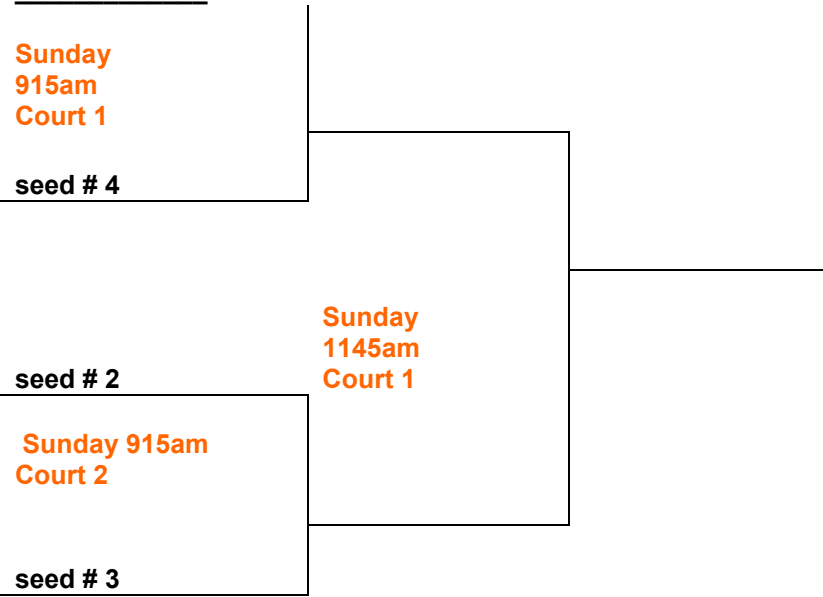 Sunday
915am
Court 1
seed # 4
Sunday
1145am
Court 1
seed # 2
Sunday 915am
Court 2
seed # 3